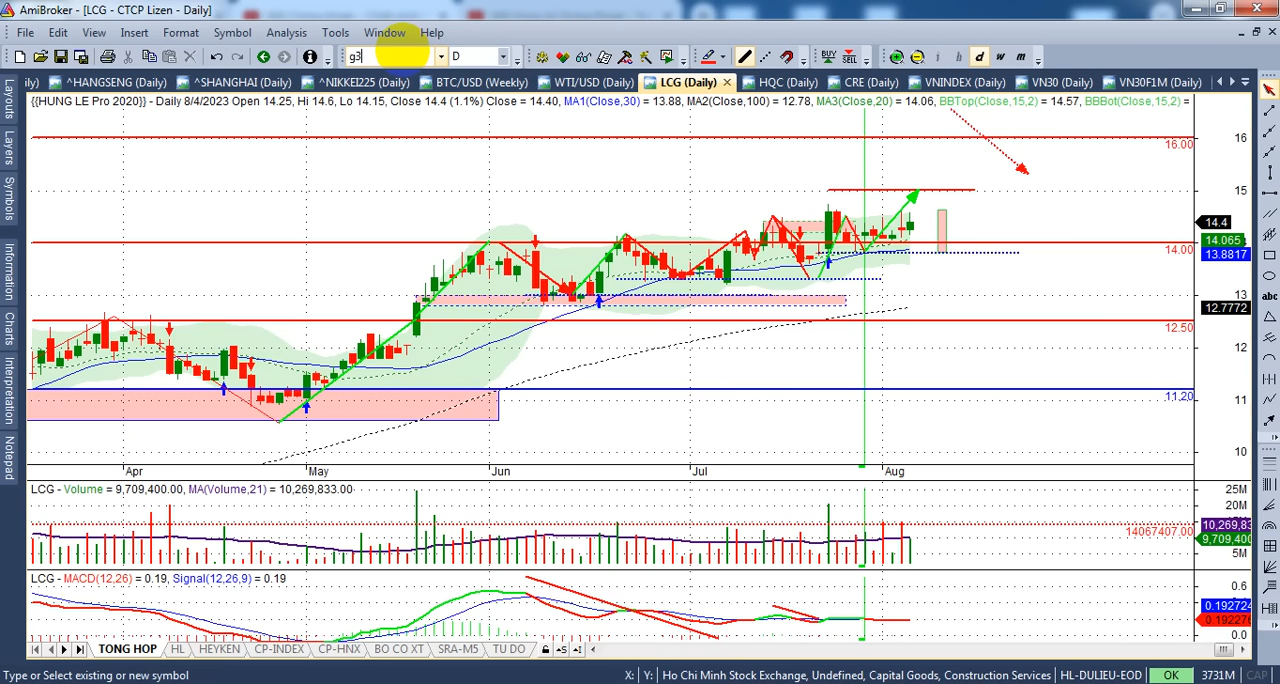 AmiBroker - [LCG - CTCP Lizen - Daily]
File Edit View Insert Format Symbol Analysis Tools Window Help
g3 D BUY SELL i h d w m
ily) ^HANGSENG (Daily) ^SHANGHAI (Daily) ^NIKKEI225 (Daily) BTC/USD (Weekly) WTI/USD (Daily) LCG (Daily) HQC (Daily) CRE (Daily) VNINDEX (Daily) VN30 (Daily) VN30F1M (Daily)
{{HUNG LE Pro 2020}} - Daily 8/4/2023 Open 14.25, Hi 14.6, Lo 14.15, Close 14.4 (1.1%) Close = 14.40, MA1(Close,30) = 13.88, MA2(Close,100) = 12.78, MA3(Close,20) = 14.06, BBTop(Close,15,2) = 14.57, BBBot(Close,15,2) =
Layouts
Layers
Symbols
Information
Charts
Interpretation
Notepad
abc
16
16.00
15
14.4
14.065
14.00
13.8817
13
12.7772
12.50
12
11.20
11
10
Apr May Jun Jul Aug
LCG - Volume = 9,709,400.00, MA(Volume,21) = 10,269,833.00
25M
20M
10,269,83
14067407.00
9,709,400
5M
LCG - MACD(12,26) = 0.19, Signal(12,26,9) = 0.19
0.6
0.192724
0.192276
0.0
TONG HOP HL HEYKEN CP-INDEX CP-HNX BO CO XT SRA-M5 TU DO
Type or Select existing or new symbol X: Y: Ho Chi Minh Stock Exchange, Undefined, Capital Goods, Construction Services HL-DULIEU-EOD OK 3731M CAP